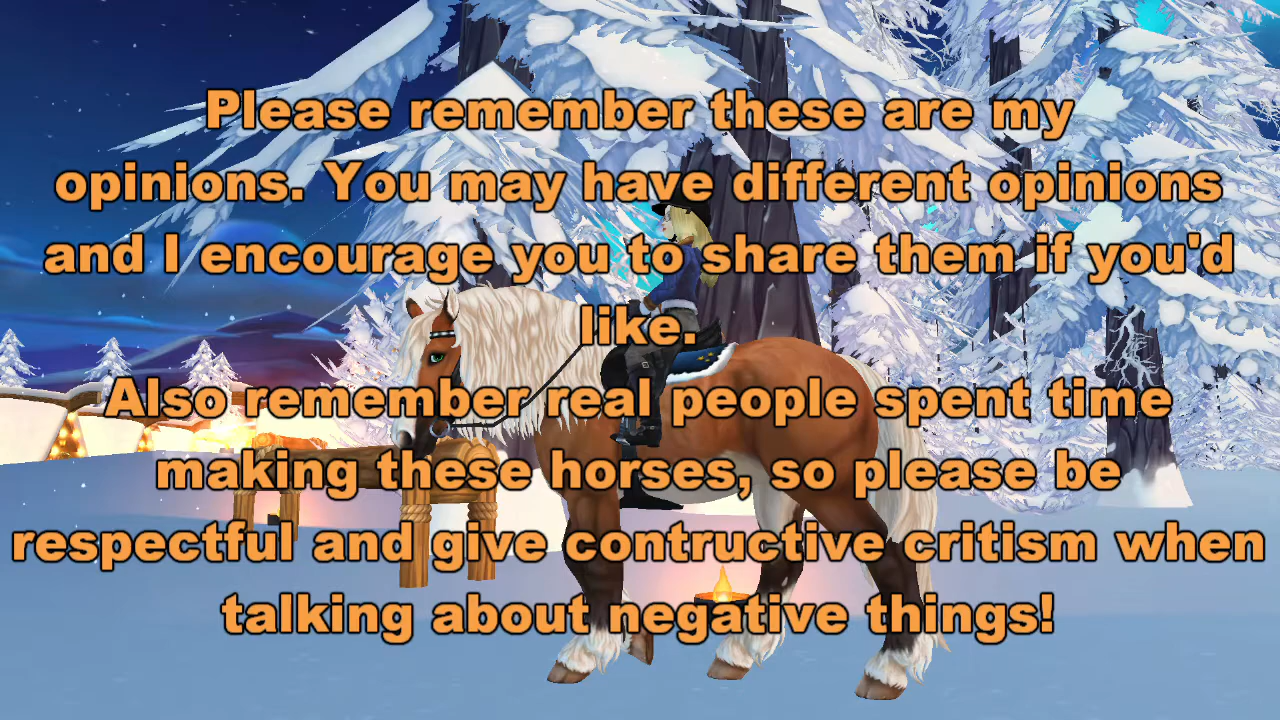 Please remember these are my
opinions. You may have different opinions
and I encourage you to share them if you'd
like.
Also remember real people spent time
making these horses, so please be
respectful and give contructive critism when
talking about negative things!